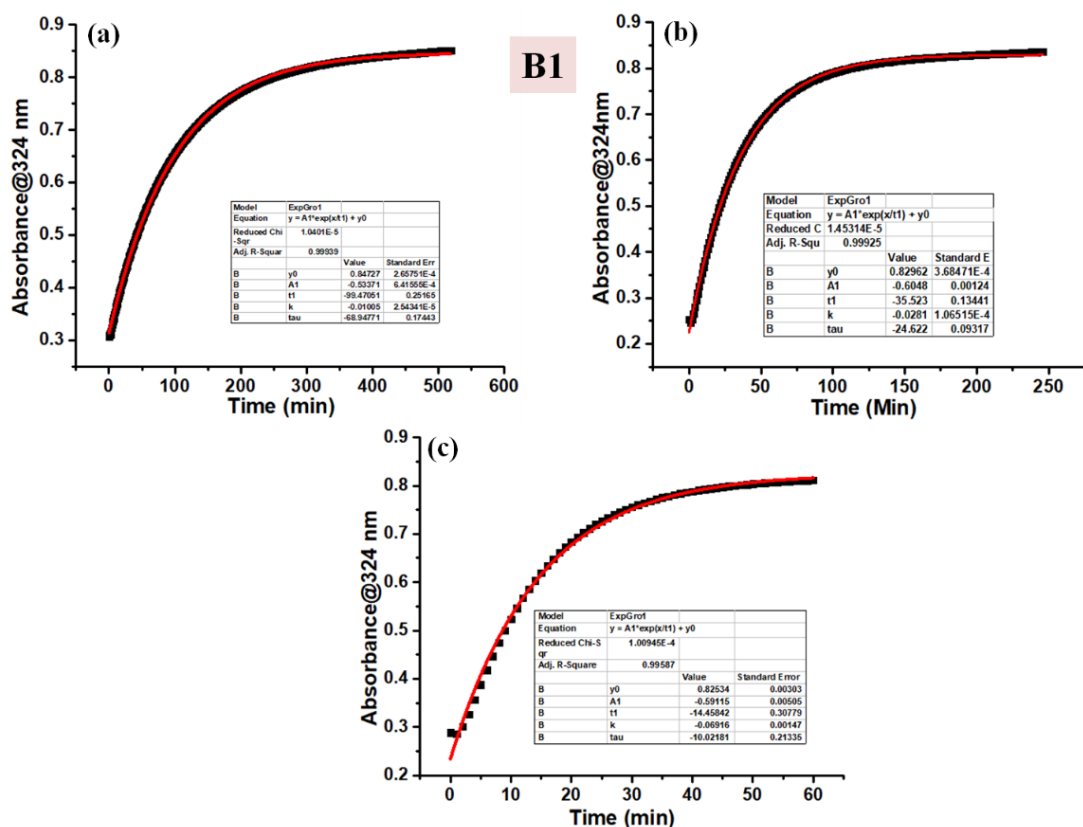 (a)
B1
(b)
Absorbance@324 nm
0.9
0.8
0.7
0.6
0.5
0.4
0.3
Model ExpGro1
Equation y = A1*exp(x/t1) + y0
Reduced Chi
-Sqr 1.0401E-5
Adj. R-Squar 0.99939
Value Standard Err
B y0 0.84727 2.65751E-4
B A1 -0.53371 6.41555E-4
B t1 -99.47051 0.25165
B k -0.01005 2.54341E-5
B tau -68.94771 0.17443
0 100 200 300 400 500 600
Time (min)
Absorbance@324nm
0.9
0.8
0.7
0.6
0.5
0.4
0.3
0.2
Model ExpGro1
Equation y = A1*exp(x/t1) + y0
Reduced C 1.45314E-5
Adj. R-Squ 0.99925
Value Standard E
B y0 0.82962 3.68471E-4
B A1 -0.6048 0.00124
B t1 -35.523 0.13441
B k -0.0281 1.06515E-4
B tau -24.622 0.09317
0 50 100 150 200 250
Time (Min)
(c)
Absorbance@324 nm
0.9
0.8
0.7
0.6
0.5
0.4
0.3
0.2
Model ExpGro1
Equation y = A1*exp(x/t1) + y0
Reduced Chi-S
qr 1.00945E-4
Adj. R-Square 0.99587
Value Standard Error
B y0 0.82534 0.00303
B A1 -0.59115 0.00505
B t1 -14.45842 0.30779
B k -0.06916 0.00147
B tau -10.02181 0.21335
0 10 20 30 40 50 60
Time (min)